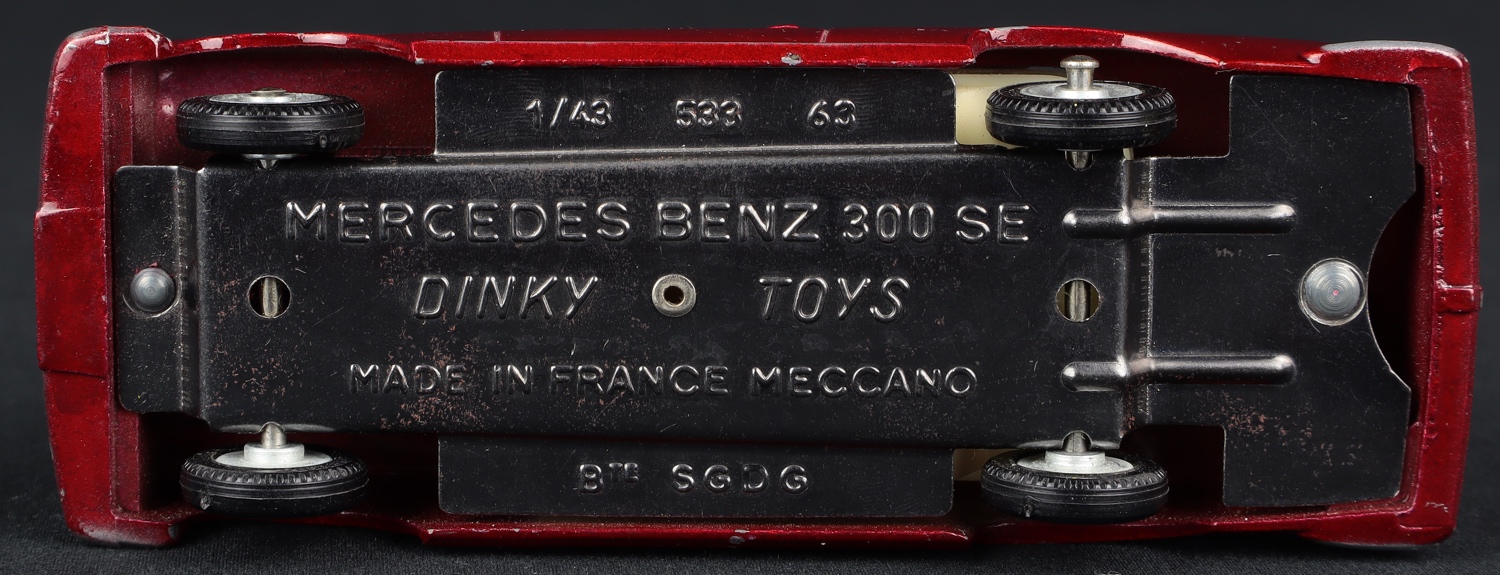 1/43 533 63
MERCEDES BENZ 300 SE
DINKY TOYS
MADE IN FRANCE MECCANO
BTE SGDG